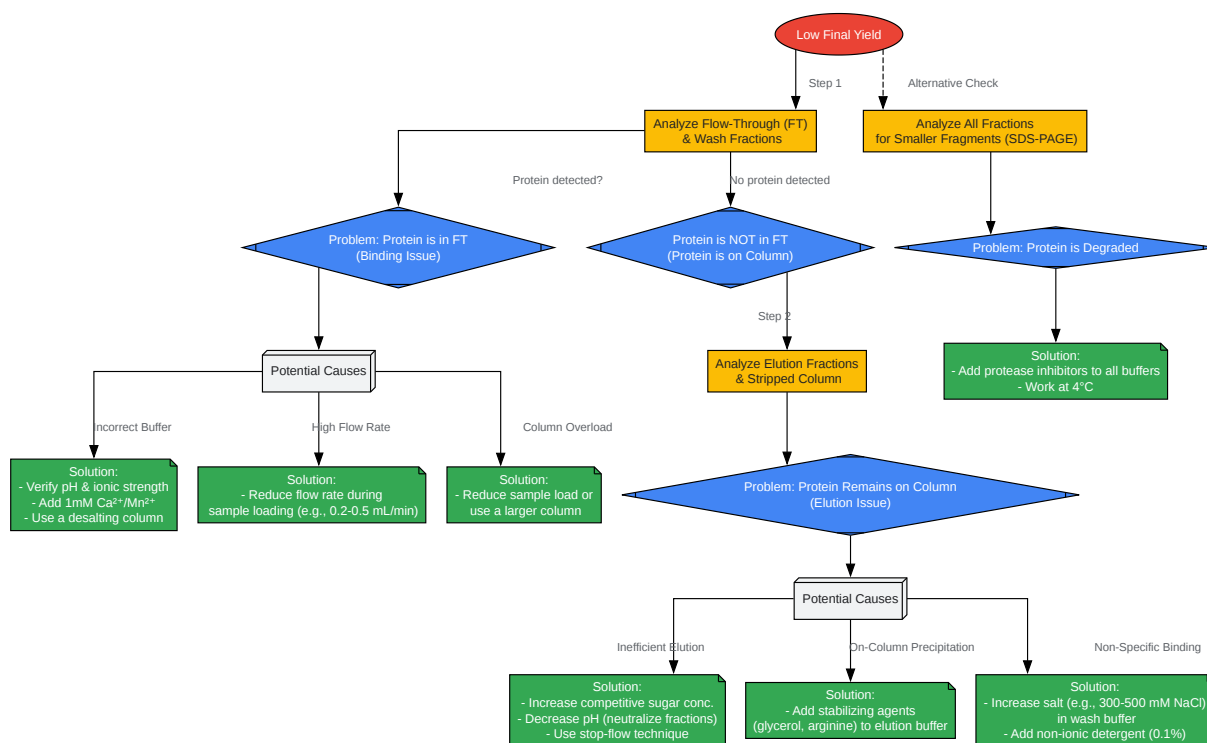 Low Final Yield
Step 1
Alternative Check
Analyze Flow-Through (FT)
& Wash Fractions
Analyze All Fractions
for Smaller Fragments (SDS-PAGE)
Protein detected?
No protein detected
Problem: Protein is in FT
(Binding Issue)
Protein is NOT in FT
(Protein is on Column)
Problem: Protein is Degraded
Step 2
Potential Causes
Analyze Elution Fractions
& Stripped Column
Solution:
- Add protease inhibitors to all buffers
- Work at 4°C
Incorrect Buffer
High Flow Rate
Column Overload
Solution:
- Verify pH & ionic strength
- Add 1mM Ca²⁺/Mn²⁺
- Use a desalting column
Solution:
- Reduce flow rate during
sample loading (e.g., 0.2-0.5 mL/min)
Solution:
- Reduce sample load or
use a larger column
Problem: Protein Remains on Column
(Elution Issue)
Potential Causes
Inefficient Elution
On-Column Precipitation
Non-Specific Binding
Solution:
- Increase competitive sugar conc.
- Decrease pH (neutralize fractions)
- Use stop-flow technique
Solution:
- Add stabilizing agents
(glycerol, arginine) to elution buffer
Solution:
- Increase salt (e.g., 300-500 mM NaCl)
in wash buffer
- Add non-ionic detergent (0.1%)